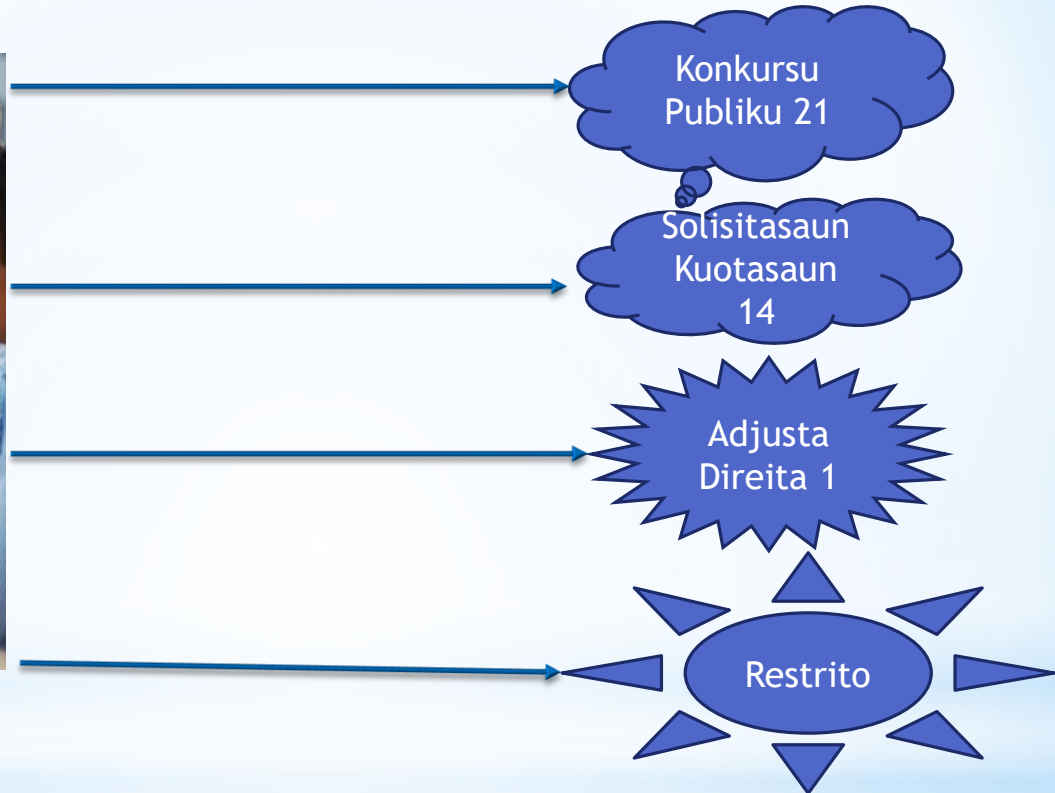 Konkursu
Publiku 21
Solisitasaun
Kuotasaun
14
Adjusta
Direita 1
Restrito